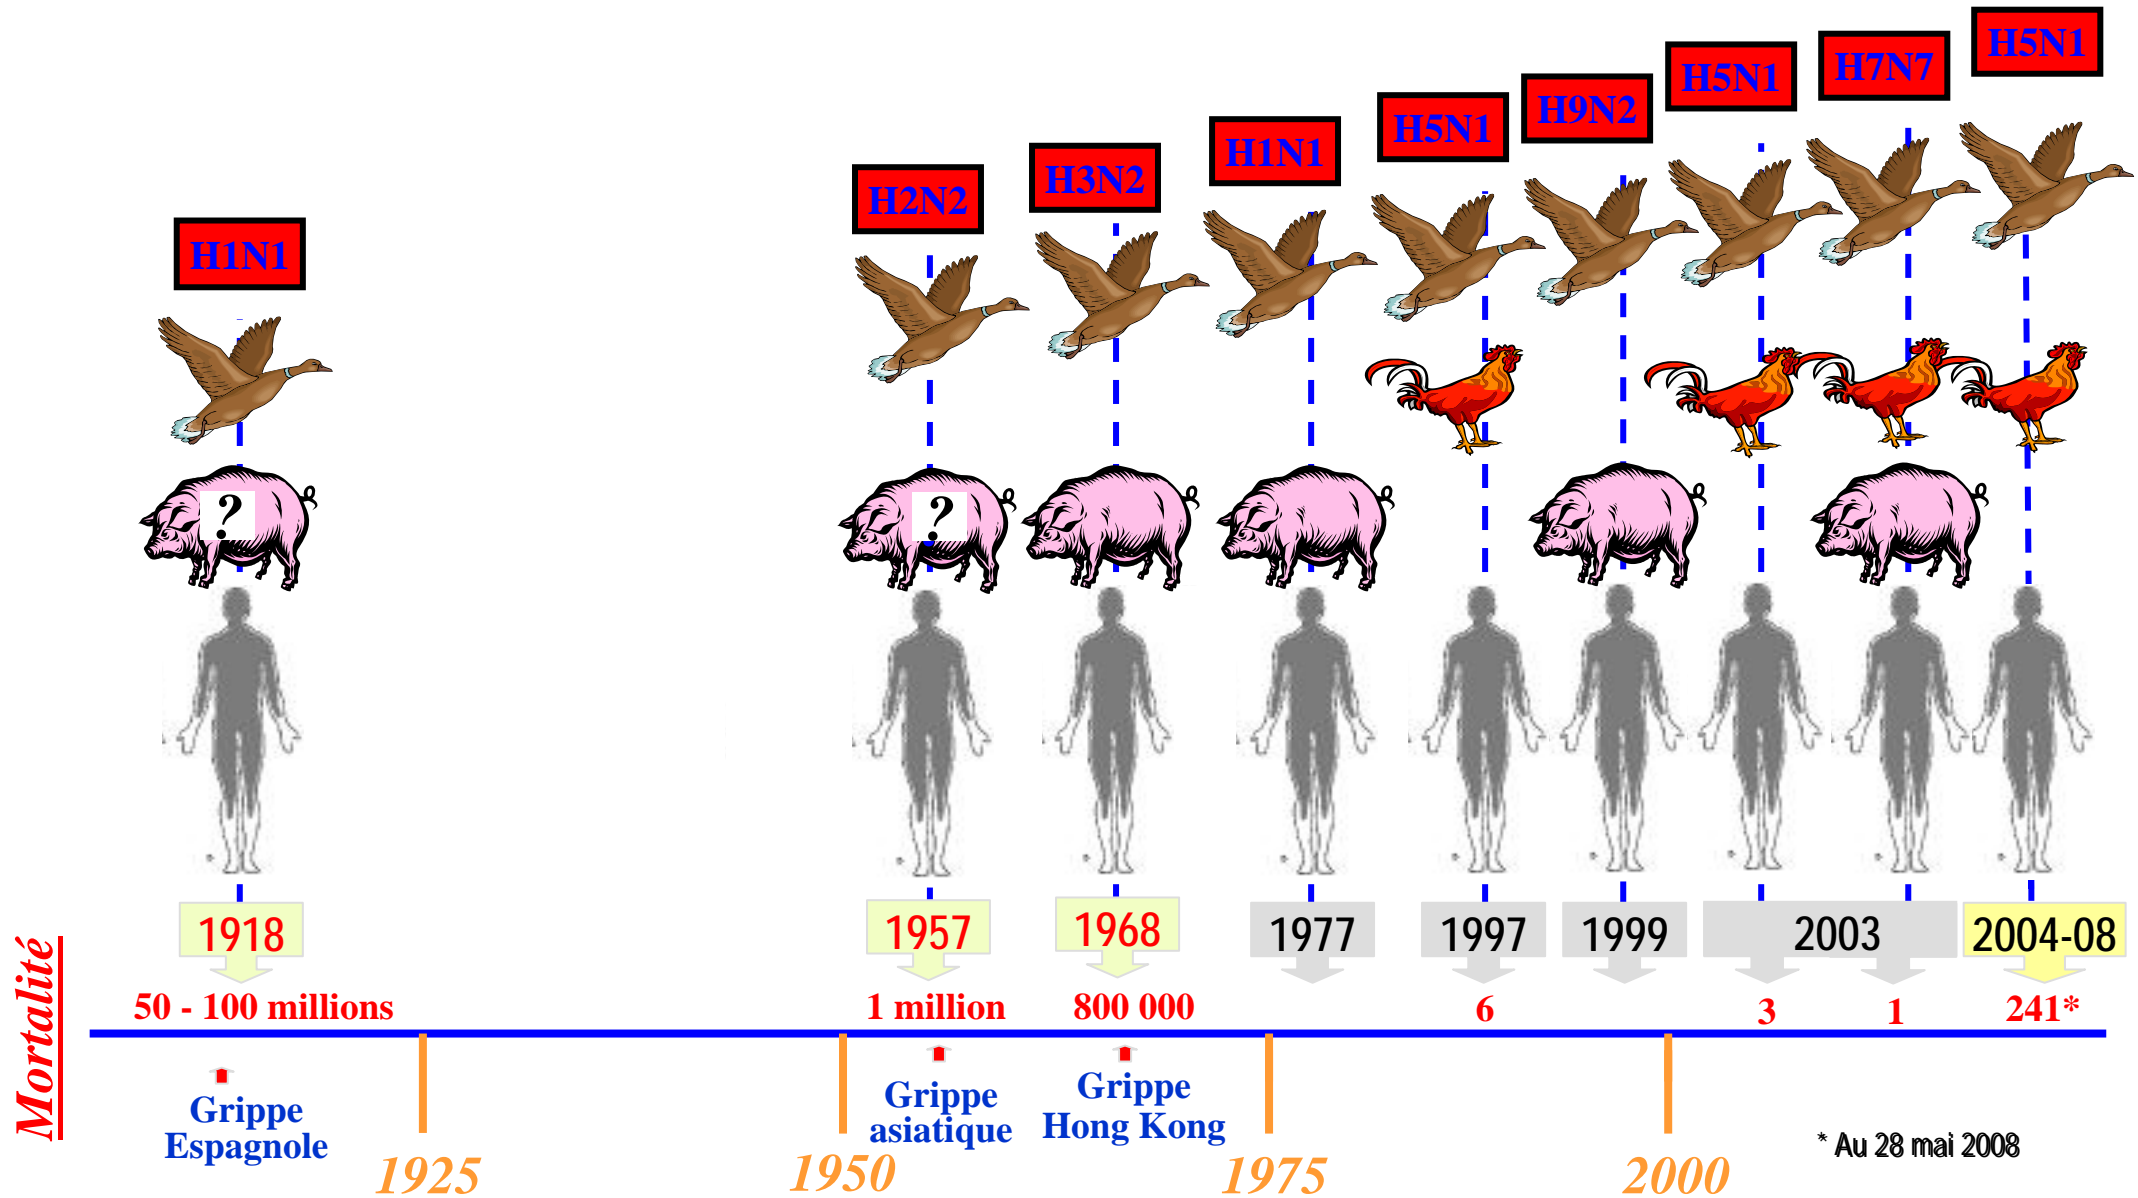 H1N1
H2N2
H3N2
H1N1
H5N1
H9N2
H5N1
H7N7
H5N1
?
?
1918
1957
1968
1977
1997
1999
2003
2004-08
Mortalité
50 - 100 millions
1 million
800 000
6
3
1
241*
Grippe
Espagnole
Grippe
asiatique
Grippe
Hong Kong
1925
1950
1975
2000
* Au 28 mai 2008